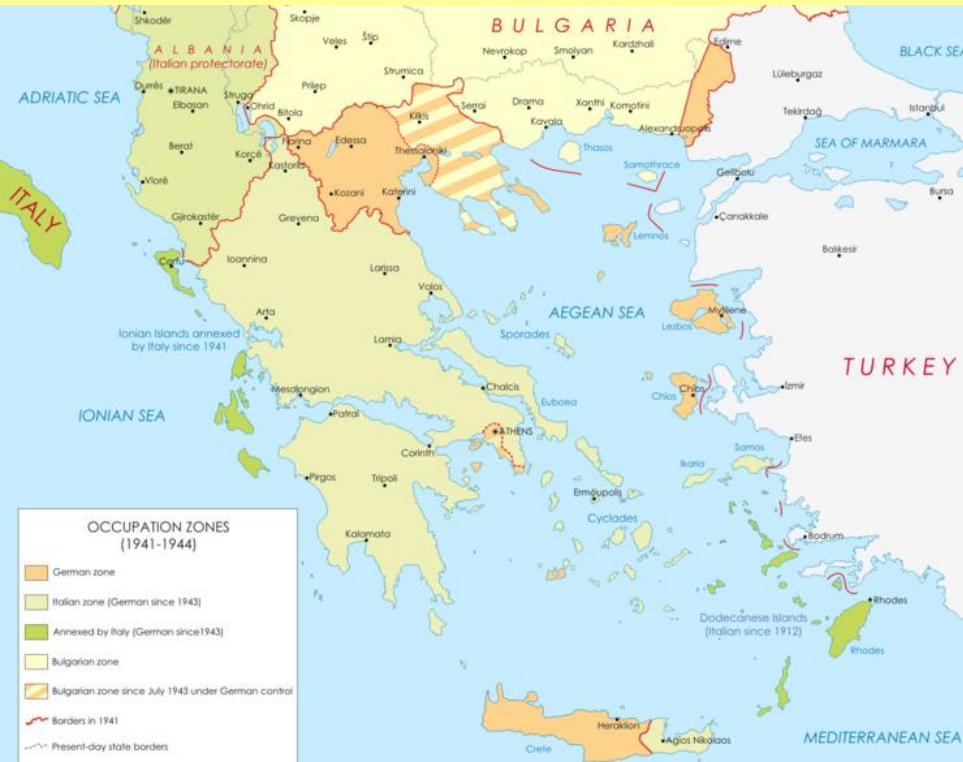 Shkodër
Skopje
BULGARIA
Veles
Štip
Nevrokop
Smolyan
Kardzhali
Edirne
BLACK SEA
ALBANIA
(Italian protectorate)
Strumica
Lüleburgaz
ADRIATIC SEA
Durrës
TIRANA
Elbasan
Struga
Ohrid
Prilep
Bitola
Serrai
Drama
Xanthi
Komotini
Kavala
Alexandruopolis
Tekirdağ
Istanbul
Kilkis
Florina
Edessa
Thessaloniki
Thasos
Samothrace
SEA OF MARMARA
Berat
Korçë
Kastoria
Gelibolu
Vlorë
Kozani
Katerini
Bursa
ITALY
Gjirokastër
Grevena
Lemnos
Çanakkale
Corfu
Ioannina
Larissa
Balıkesir
Volos
AEGEAN SEA
Mytilene
Lesbos
Arta
Ionian Islands annexed
by Italy since 1941
Lamia
Sporades
TURKEY
Mesolongion
Chalcis
Euboea
Chios
Chios
İzmir
IONIAN SEA
Patrai
ATHENS
Corinth
Efes
Samos
Ikaria
Pirgos
Tripoli
Ermoupolis
Cyclades
Kalamata
Bodrum
Dodecanese Islands
(Italian since 1912)
Rhodes
Rhodes
OCCUPATION ZONES
(1941-1944)
German zone
Italian zone (German since 1943)
Annexed by Italy (German since1943)
Bulgarian zone
Bulgarian zone since July 1943 under German control
Borders in 1941
Present-day state borders
Heraklion
Agios Nikolaos
Crete
MEDITERRANEAN SEA